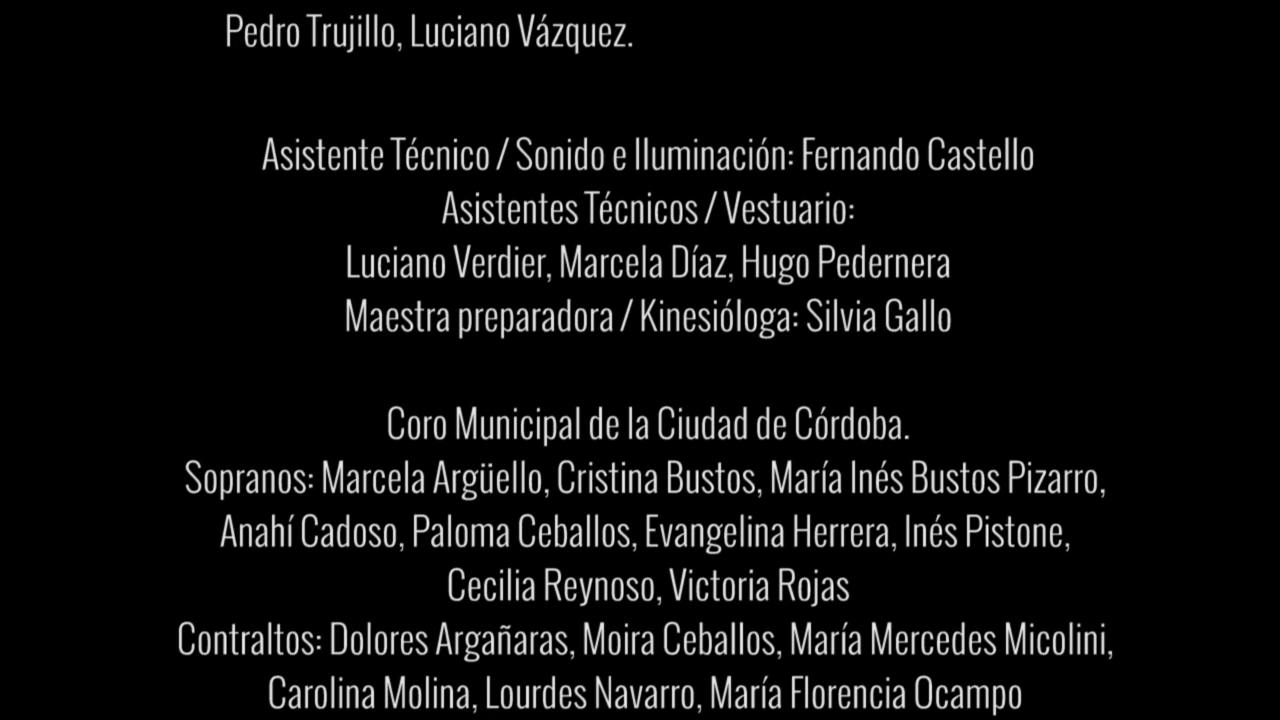 Pedro Trujillo, Luciano Vázquez.
Asistente Técnico / Sonido e Iluminación: Fernando Castello
Asistentes Técnicos / Vestuario:
Luciano Verdier, Marcela Díaz, Hugo Pedernera
Maestra preparadora / Kinesióloga: Silvia Gallo
Coro Municipal de la Ciudad de Córdoba.
Sopranos: Marcela Argüello, Cristina Bustos, María Inés Bustos Pizarro,
Anahí Cadoso, Paloma Ceballos, Evangelina Herrera, Inés Pistone,
Cecilia Reynoso, Victoria Rojas
Contraltos: Dolores Argañaras, Moira Ceballos, María Mercedes Micolini,
Carolina Molina, Lourdes Navarro, María Florencia Ocampo